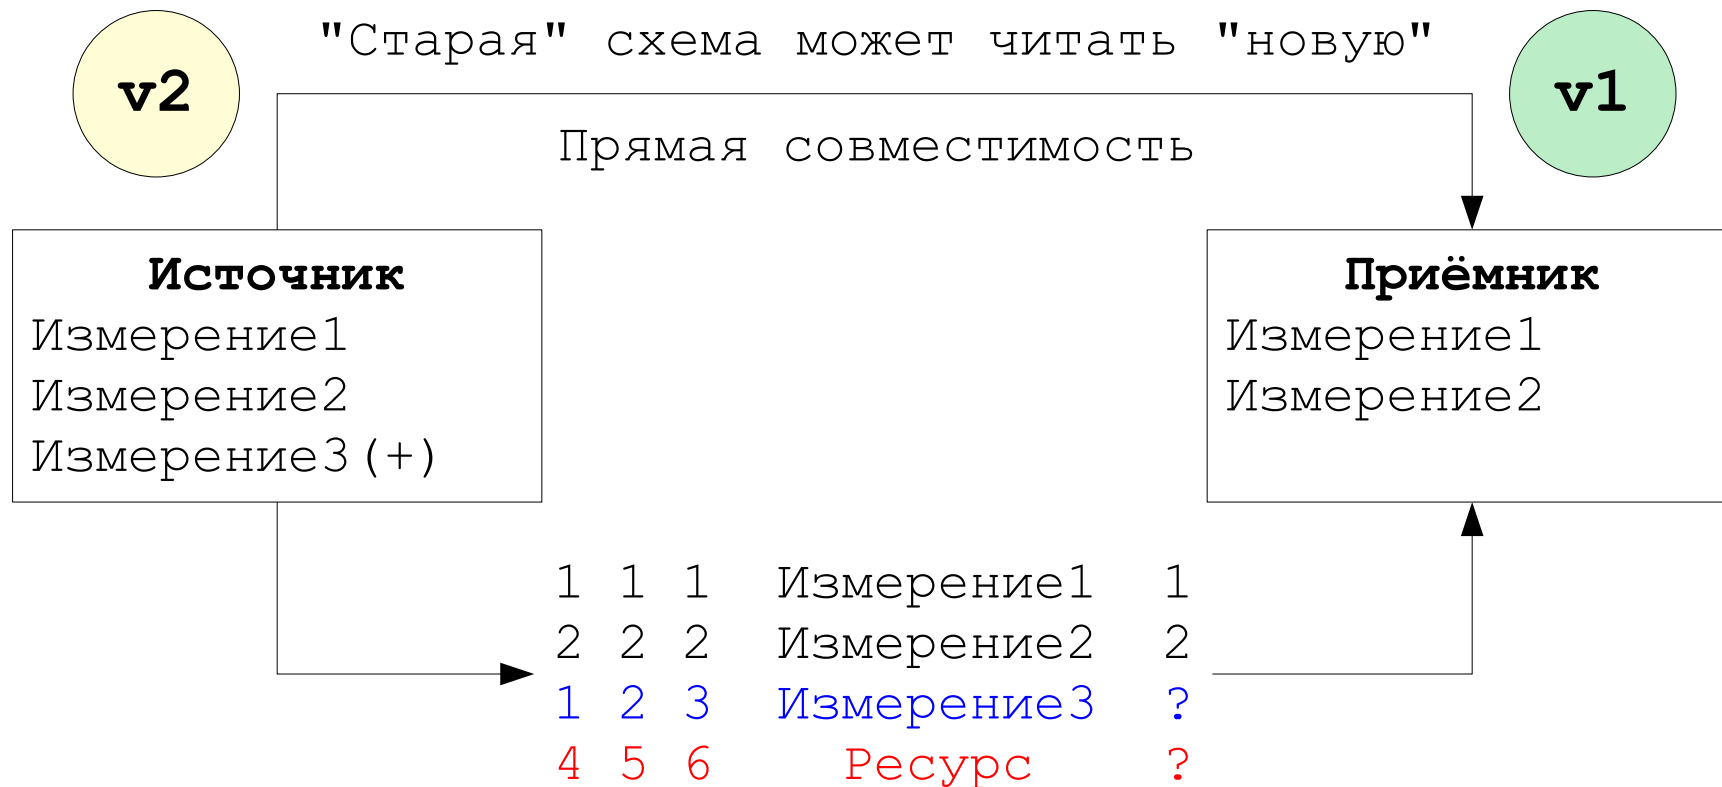 "Старая" схема может читать "новую"
v2
v1
Прямая совместимость
Источник
Измерение1
Измерение2
Измерение3(+)
Приёмник
Измерение1
Измерение2
1 1 1 Измерение1 1
2 2 2 Измерение2 2
1 2 3 Измерение3 ?
4 5 6 Ресурс ?